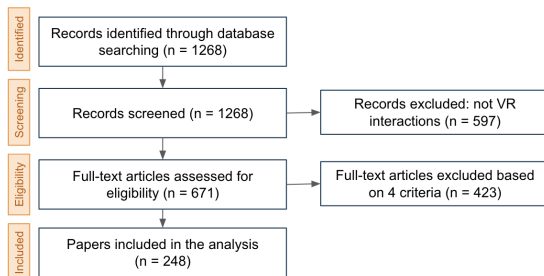 Identified
Records identified through database
searching (n = 1268)
Screening
Records screened (n = 1268)
Records excluded: not VR
interactions (n = 597)
Eligibility
Full-text articles assessed for
eligibility (n = 671)
Full-text articles excluded based
on 4 criteria (n = 423)
Included
Papers included in the analysis
(n = 248)